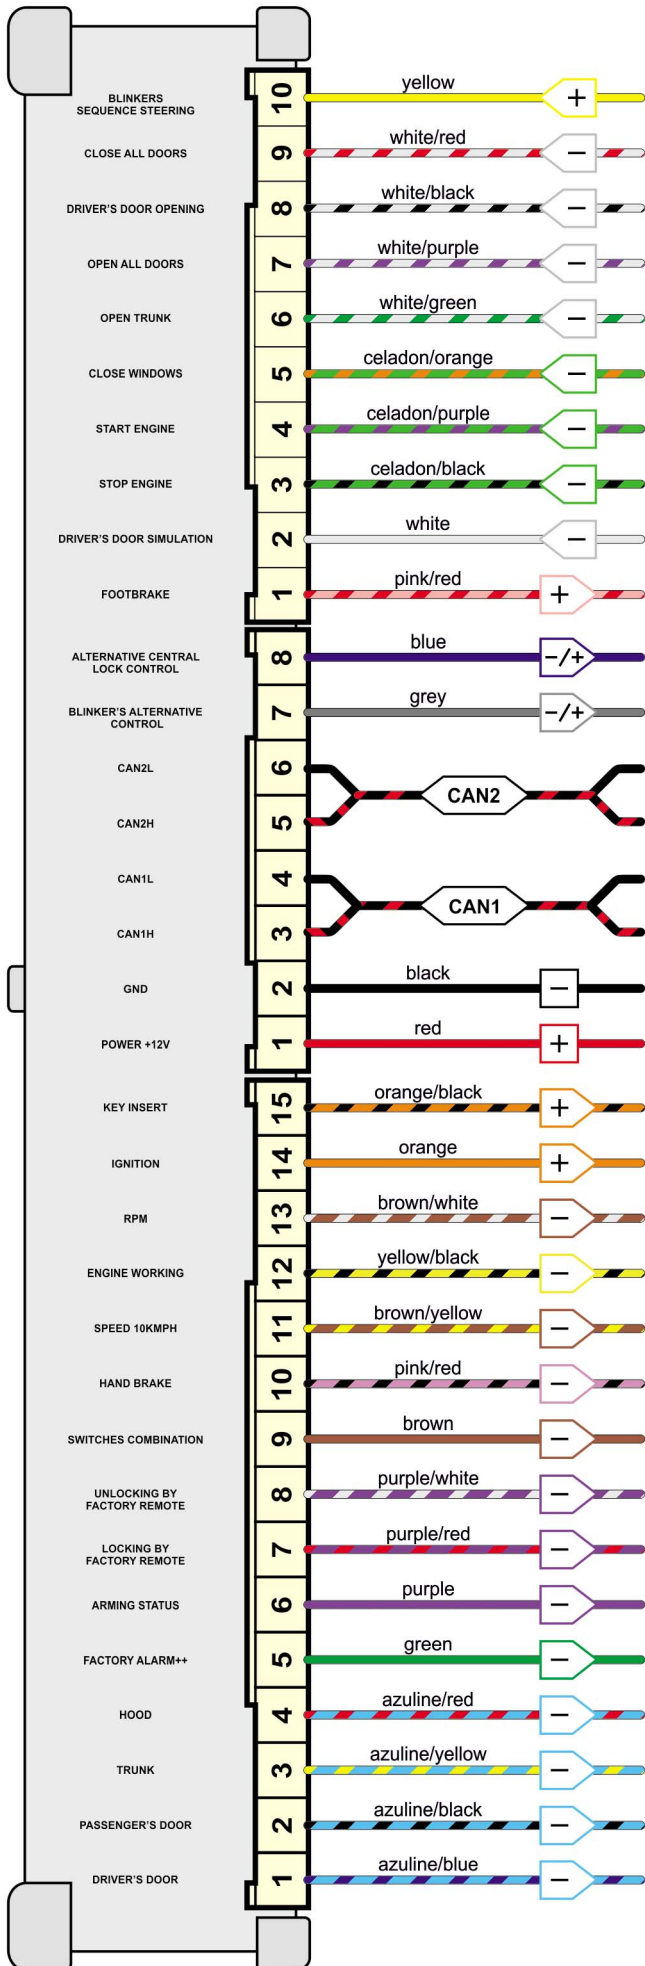 BLINKERS
SEQUENCE STEERING
10
yellow
+
CLOSE ALL DOORS
9
white/red
−
DRIVER'S DOOR OPENING
8
white/black
−
OPEN ALL DOORS
7
white/purple
−
OPEN TRUNK
6
white/green
−
CLOSE WINDOWS
5
celadon/orange
−
START ENGINE
4
celadon/purple
−
STOP ENGINE
3
celadon/black
−
DRIVER'S DOOR SIMULATION
2
white
−
FOOTBRAKE
1
pink/red
+
ALTERNATIVE CENTRAL
LOCK CONTROL
8
blue
−/+
BLINKER'S ALTERNATIVE
CONTROL
7
grey
−/+
CAN2L
6
CAN2
CAN2H
5
CAN1L
4
CAN1
CAN1H
3
GND
2
black
−
POWER +12V
1
red
+
KEY INSERT
15
orange/black
+
IGNITION
14
orange
+
RPM
13
brown/white
−
ENGINE WORKING
12
yellow/black
−
SPEED 10KMPH
11
brown/yellow
−
HAND BRAKE
10
pink/red
−
SWITCHES COMBINATION
9
brown
−
UNLOCKING BY
FACTORY REMOTE
8
purple/white
−
LOCKING BY
FACTORY REMOTE
7
purple/red
−
ARMING STATUS
6
purple
−
FACTORY ALARM++
5
green
−
HOOD
4
azuline/red
−
TRUNK
3
azuline/yellow
−
PASSENGER'S DOOR
2
azuline/black
−
DRIVER'S DOOR
1
azuline/blue
−